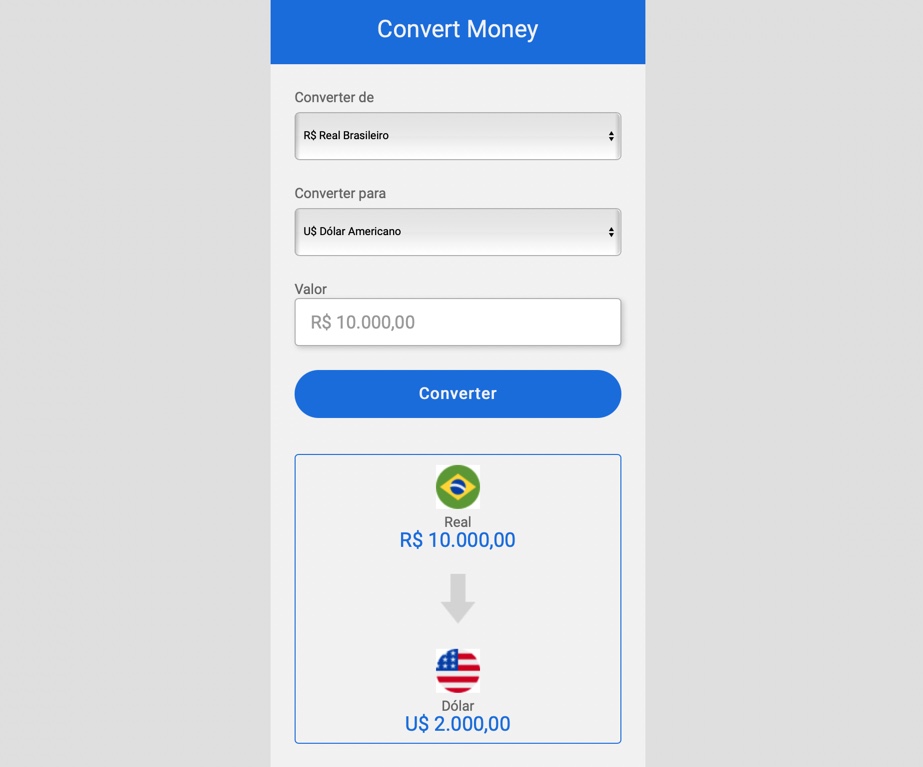 Convert Money
Converter de
R$ Real Brasileiro
Converter para
U$ Dólar Americano
Valor
R$ 10.000,00
Converter
Real
R$ 10.000,00
Dólar
U$ 2.000,00